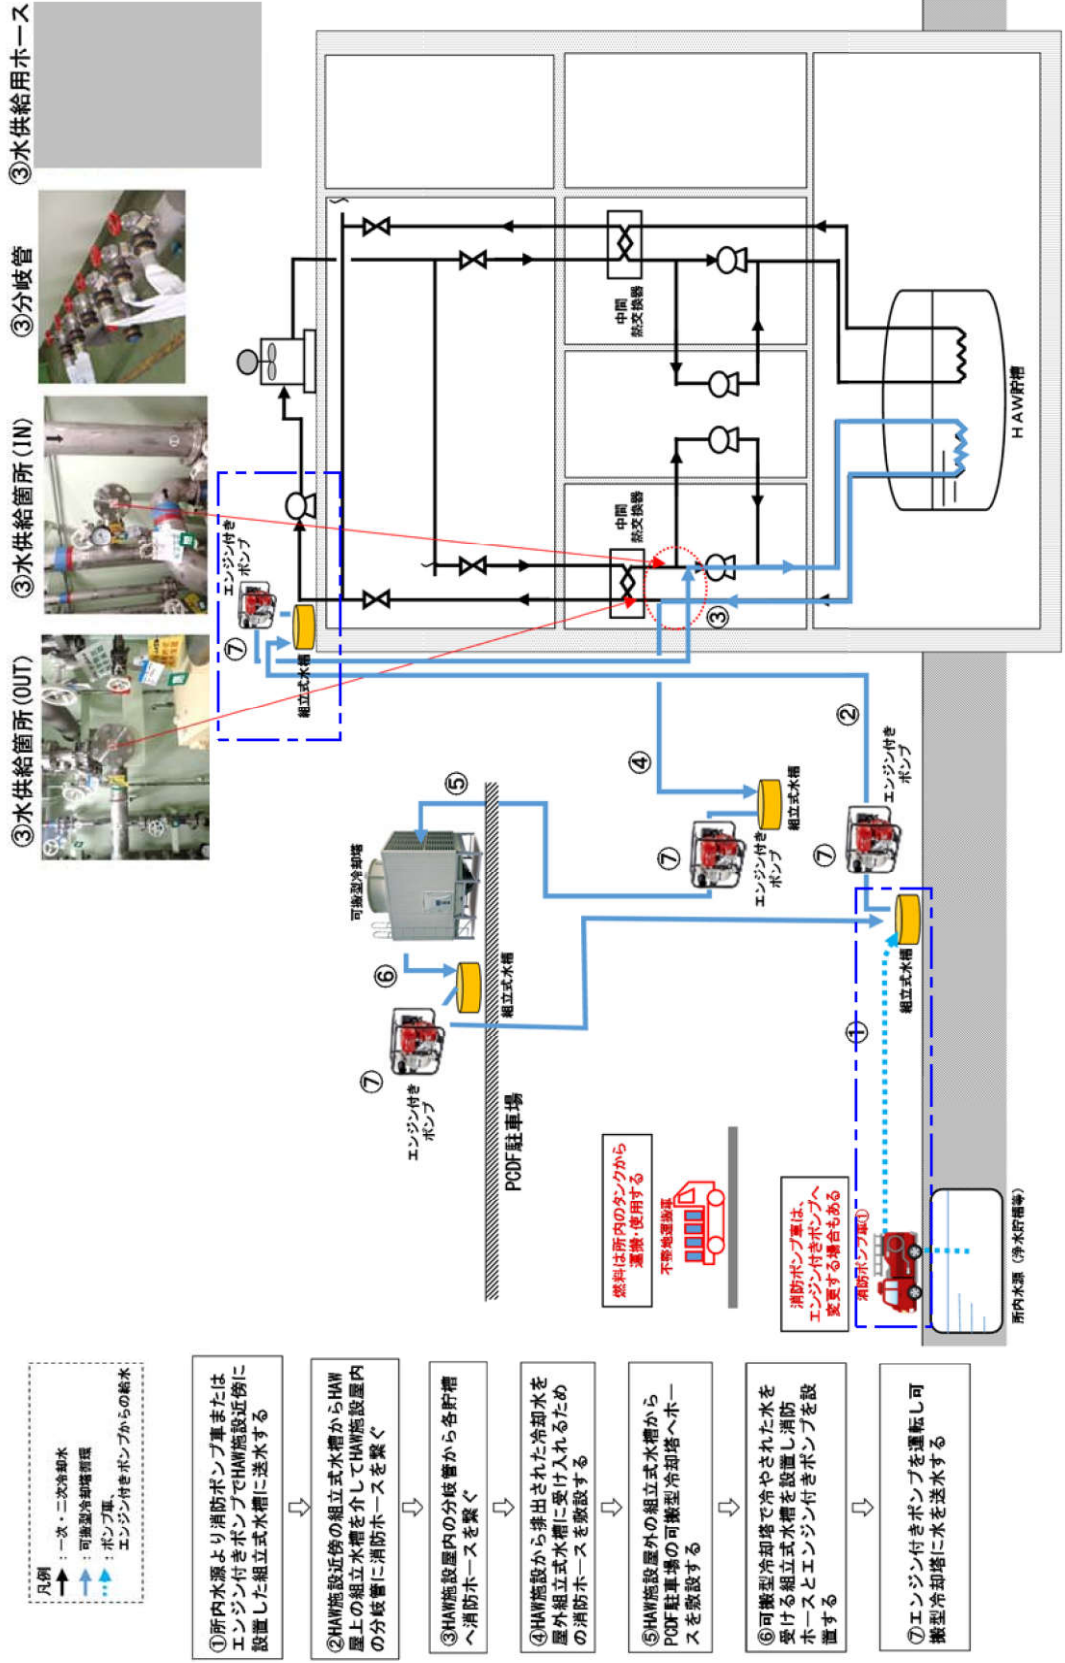 凡例
：一次・二次冷却水
：可搬型冷却塔循環
：ポンプ車、
エンジン付きポンプからの給水
①所内水源より消防ポンプ車または
エンジン付きポンプでHAW施設近傍に
設置した組立式水槽に送水する
②HAW施設近傍の組立式水槽からHAW
屋上の組立水槽を介してHAW施設屋内
の分岐管に消防ホースを繋ぐ
③HAW施設屋内の分岐管から各貯槽
へ消防ホースを繋ぐ
④HAW施設から排出された冷却水を
屋外組立式水槽に受け入れるため
の消防ホースを敷設する
⑤HAW施設屋外の組立式水槽から
PCDF駐車場の可搬型冷却塔へホー
スを敷設する
⑥可搬型冷却塔で冷やされた水を
受ける組立式水槽を設置し消防
ホースとエンジン付きポンプを設
置する
⑦エンジン付きポンプを運転し可
搬型冷却塔に水を送水する
③水供給箇所(OUT)
③水供給箇所(IN)
③分岐管
③水供給用ホース
エンジン付き
ポンプ
⑦
組立式水槽
中間
熱交換器
中間
熱交換器
③
HAW貯槽
可搬型冷却塔
⑤
⑥
組立式水槽
⑦
エンジン付き
ポンプ
PCDF駐車場
④
組立式水槽
⑦
エンジン付き
ポンプ
②
エンジン付き
ポンプ
⑦
組立式水槽
①
燃料は所内のタンクから
運搬・使用する
不整地運搬車
消防ポンプ車は、
エンジン付きポンプへ
変更する場合もある
消防ポンプ車①
所内水源（浄水貯槽等）